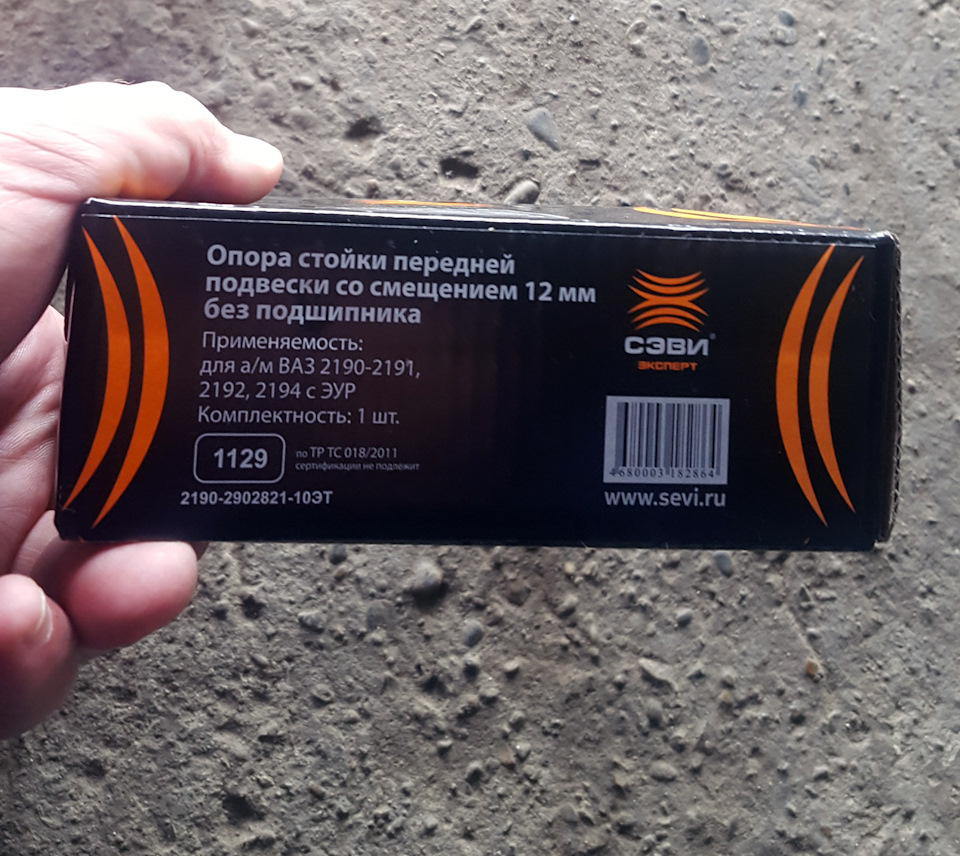 Опора стойки передней
подвески со смещением 12 мм
без подшипника
Применяемость:
для а/м ВАЗ 2190-2191,
2192, 2194 с ЭУР
Комплектность: 1 шт.
1129
по ТР ТС 018/2011
сертификации не подлежит
2190-2902821-10ЭТ
СЭВИ®
ЭКСПЕРТ
4680003182864
www.sevi.ru